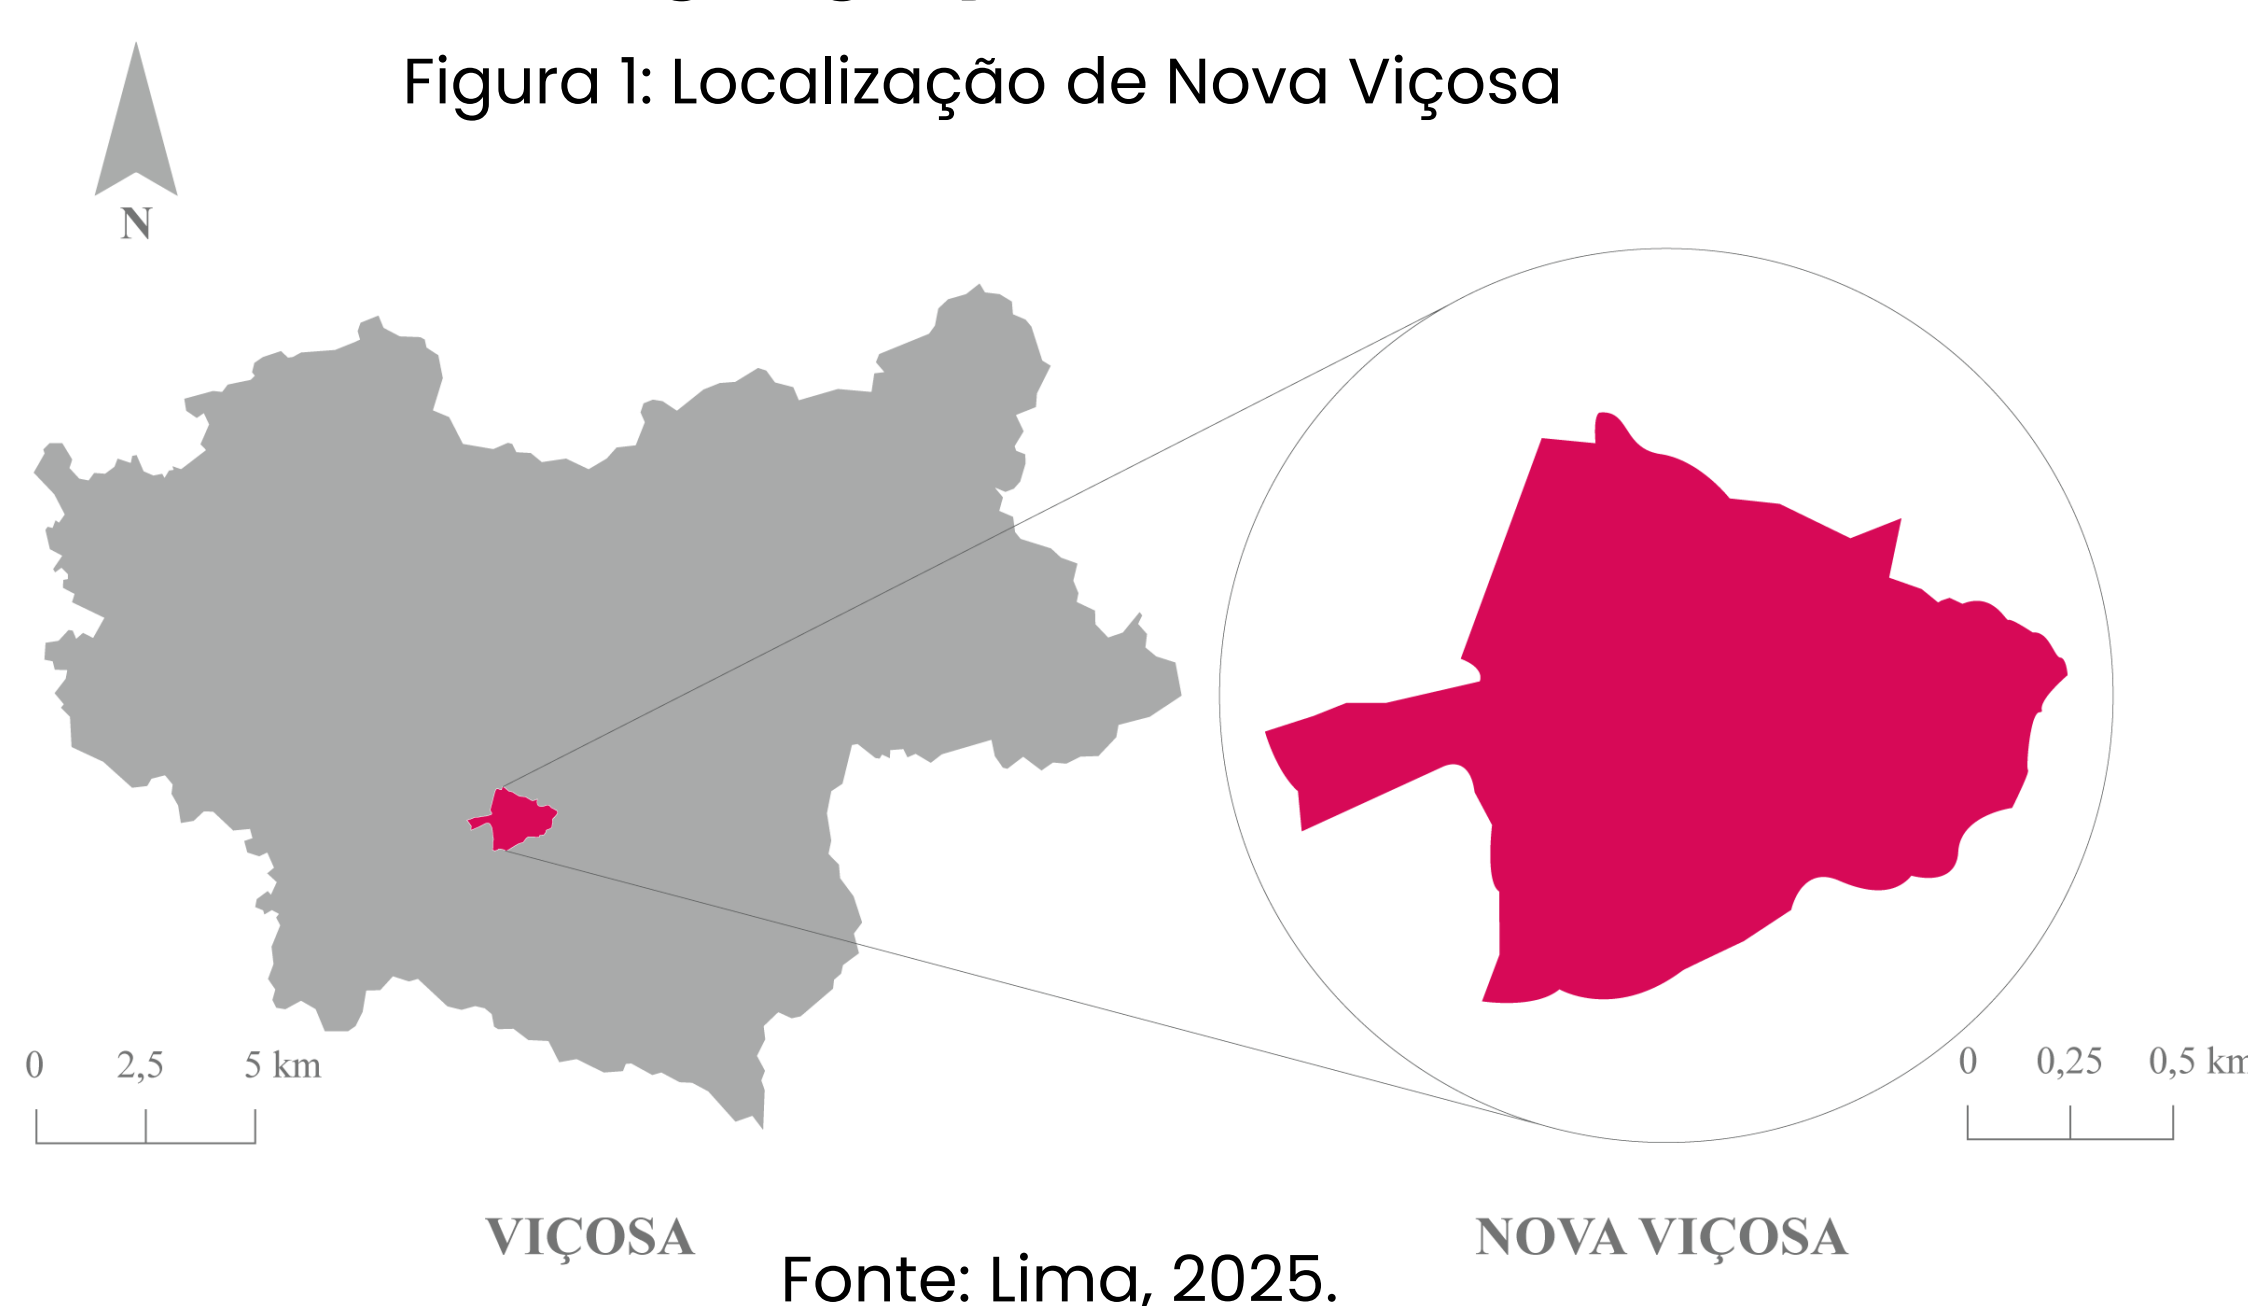 Figura 1: Localização de Nova Viçosa
N
0 2,5 5 km
0 0,25 0,5 km
VIÇOSA
NOVA VIÇOSA
Fonte: Lima, 2025.